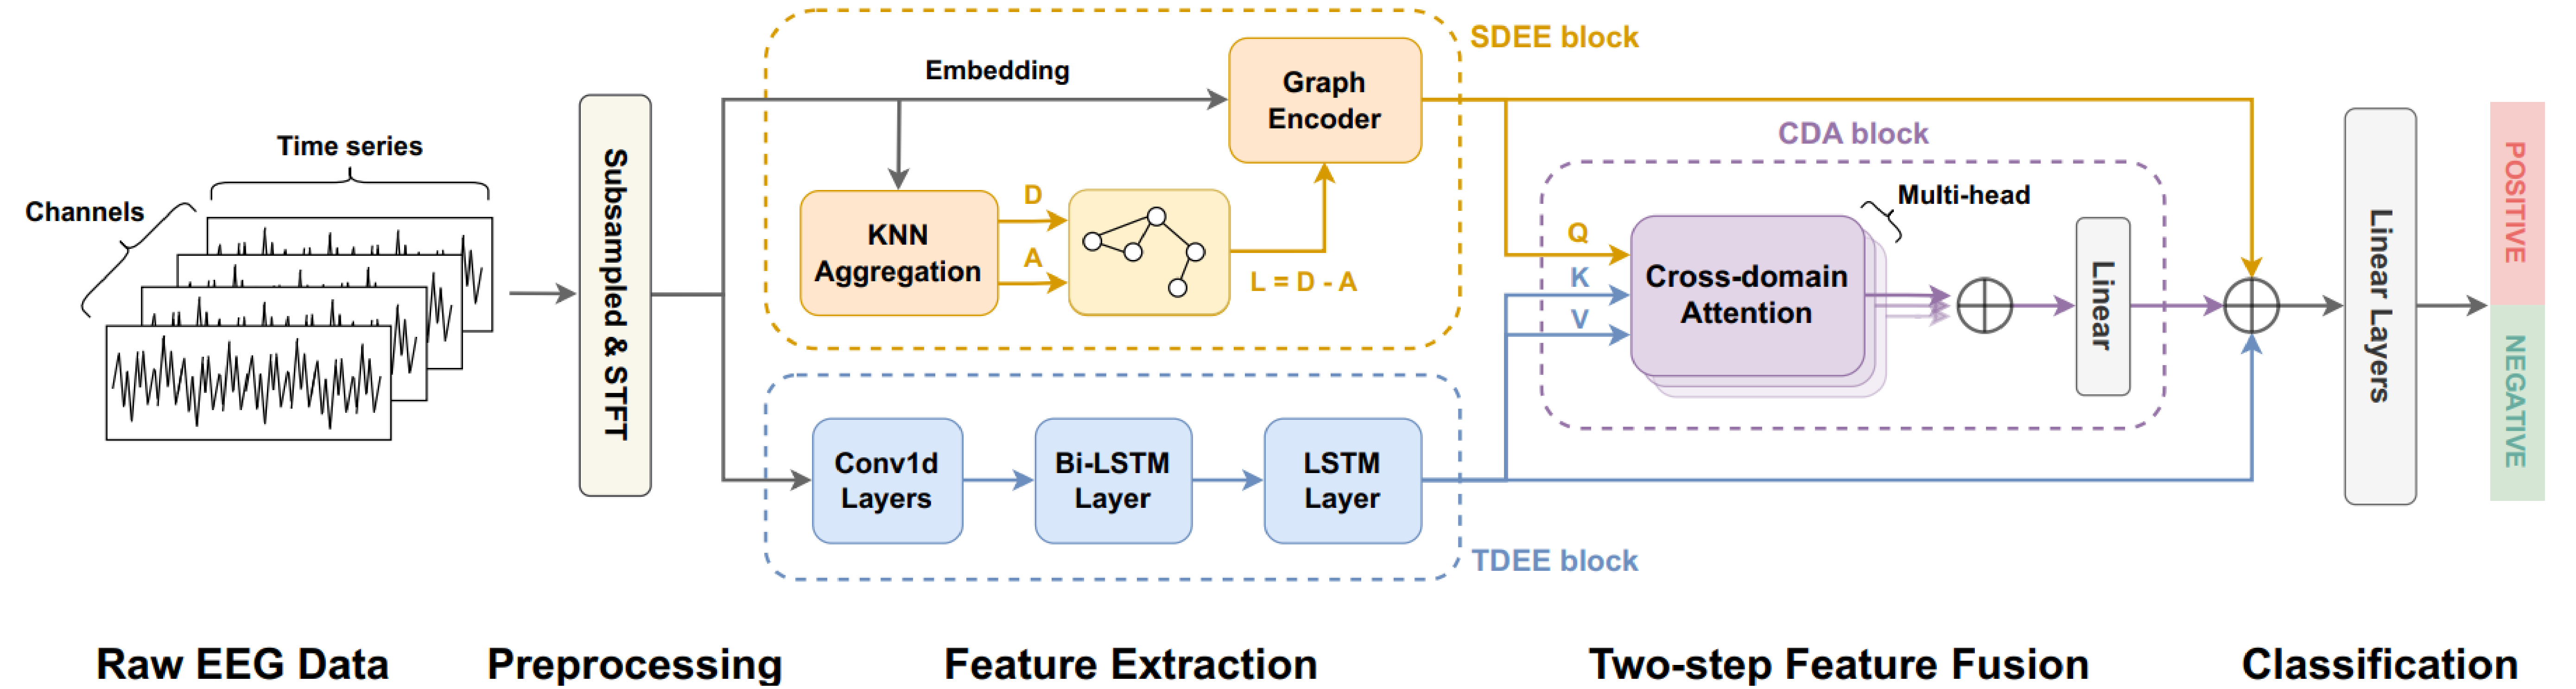 Channels
Time series
Subsampled & STFT
SDEE block
Embedding
Graph
Encoder
KNN
Aggregation
D
A
L = D - A
TDEE block
Conv1d
Layers
Bi-LSTM
Layer
LSTM
Layer
CDA block
Multi-head
Q
K
V
Cross-domain
Attention
Linear
Linear Layers
POSITIVE
NEGATIVE
Raw EEG Data
Preprocessing
Feature Extraction
Two-step Feature Fusion
Classification